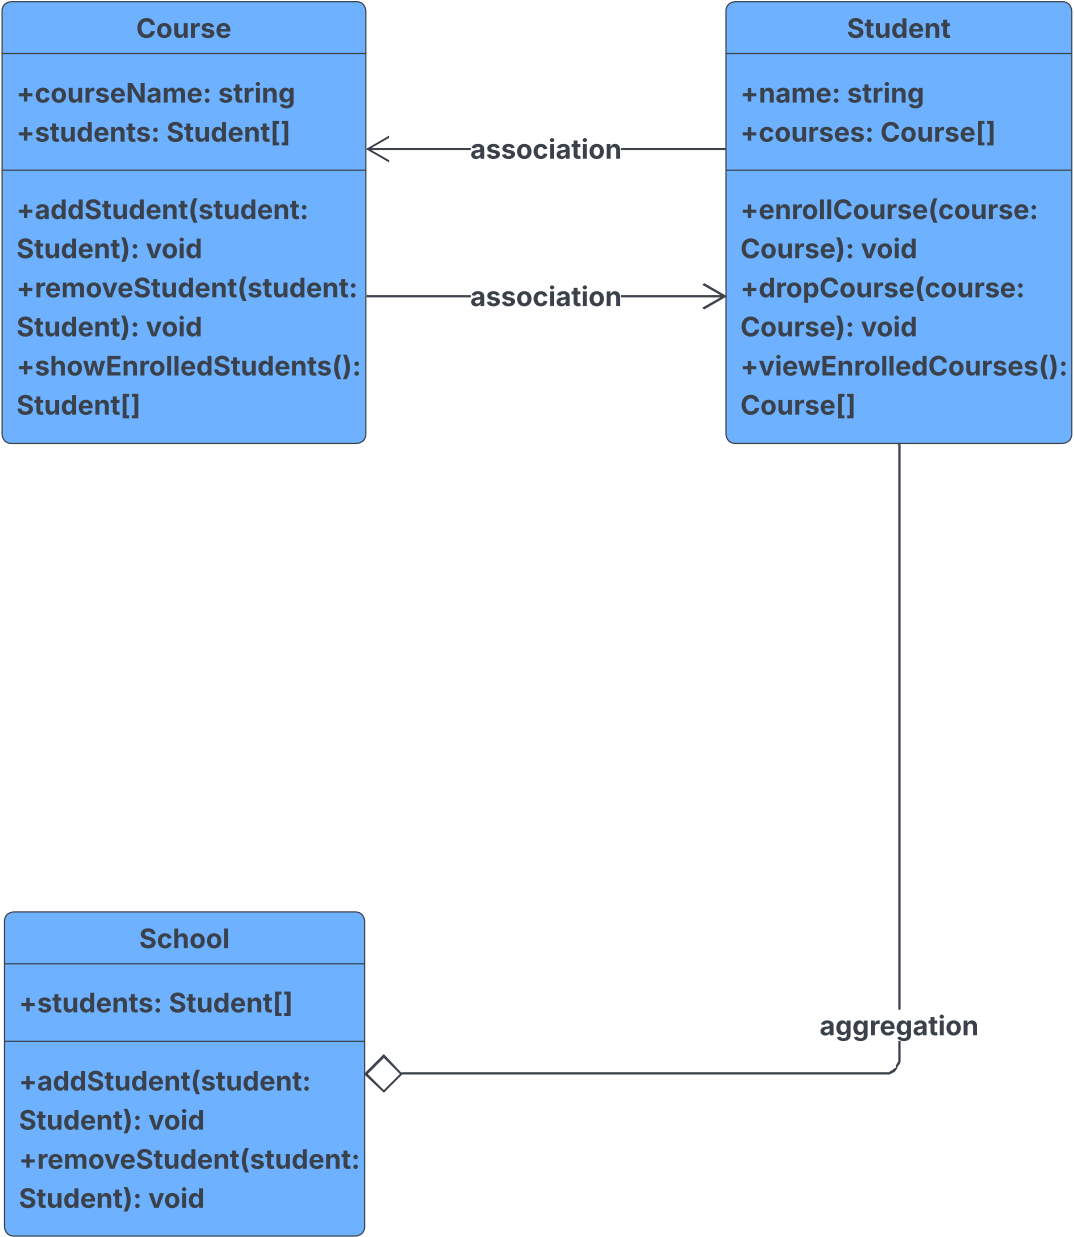 Course
+courseName: string
+students: Student[]
+addStudent(student:
Student): void
+removeStudent(student:
Student): void
+showEnrolledStudents():
Student[]
association
association
Student
+name: string
+courses: Course[]
+enrollCourse(course:
Course): void
+dropCourse(course:
Course): void
+viewEnrolledCourses():
Course[]
School
+students: Student[]
+addStudent(student:
Student): void
+removeStudent(student:
Student): void
aggregation